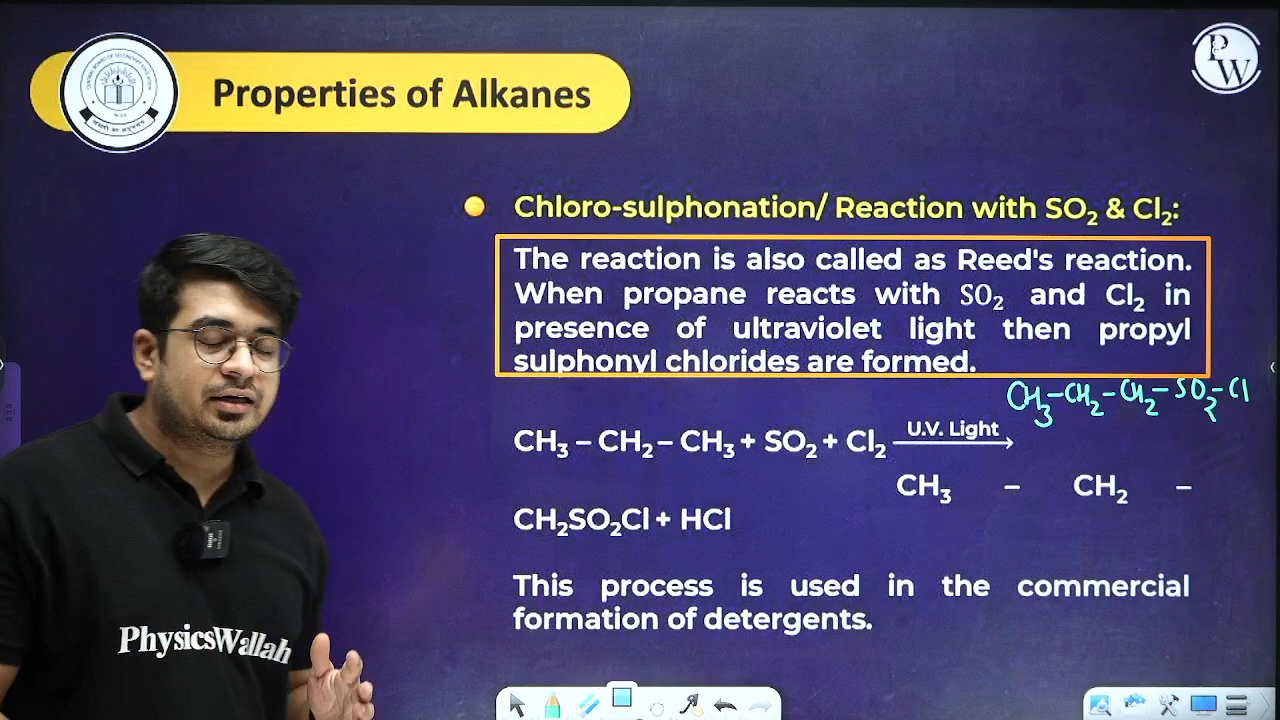 Properties of Alkanes
PW
Chloro-sulphonation/ Reaction with SO₂ & Cl₂:
The reaction is also called as Reed's reaction.
When propane reacts with SO₂ and Cl₂ in
presence of ultraviolet light then propyl
sulphonyl chlorides are formed.
CH₃-CH₂-CH₂-SO₂-Cl
U.V. Light
CH₃ – CH₂ – CH₃ + SO₂ + Cl₂ ⟶
CH₃ – CH₂ –
CH₂SO₂Cl + HCl
This process is used in the commercial
formation of detergents.
PhysicsWallah